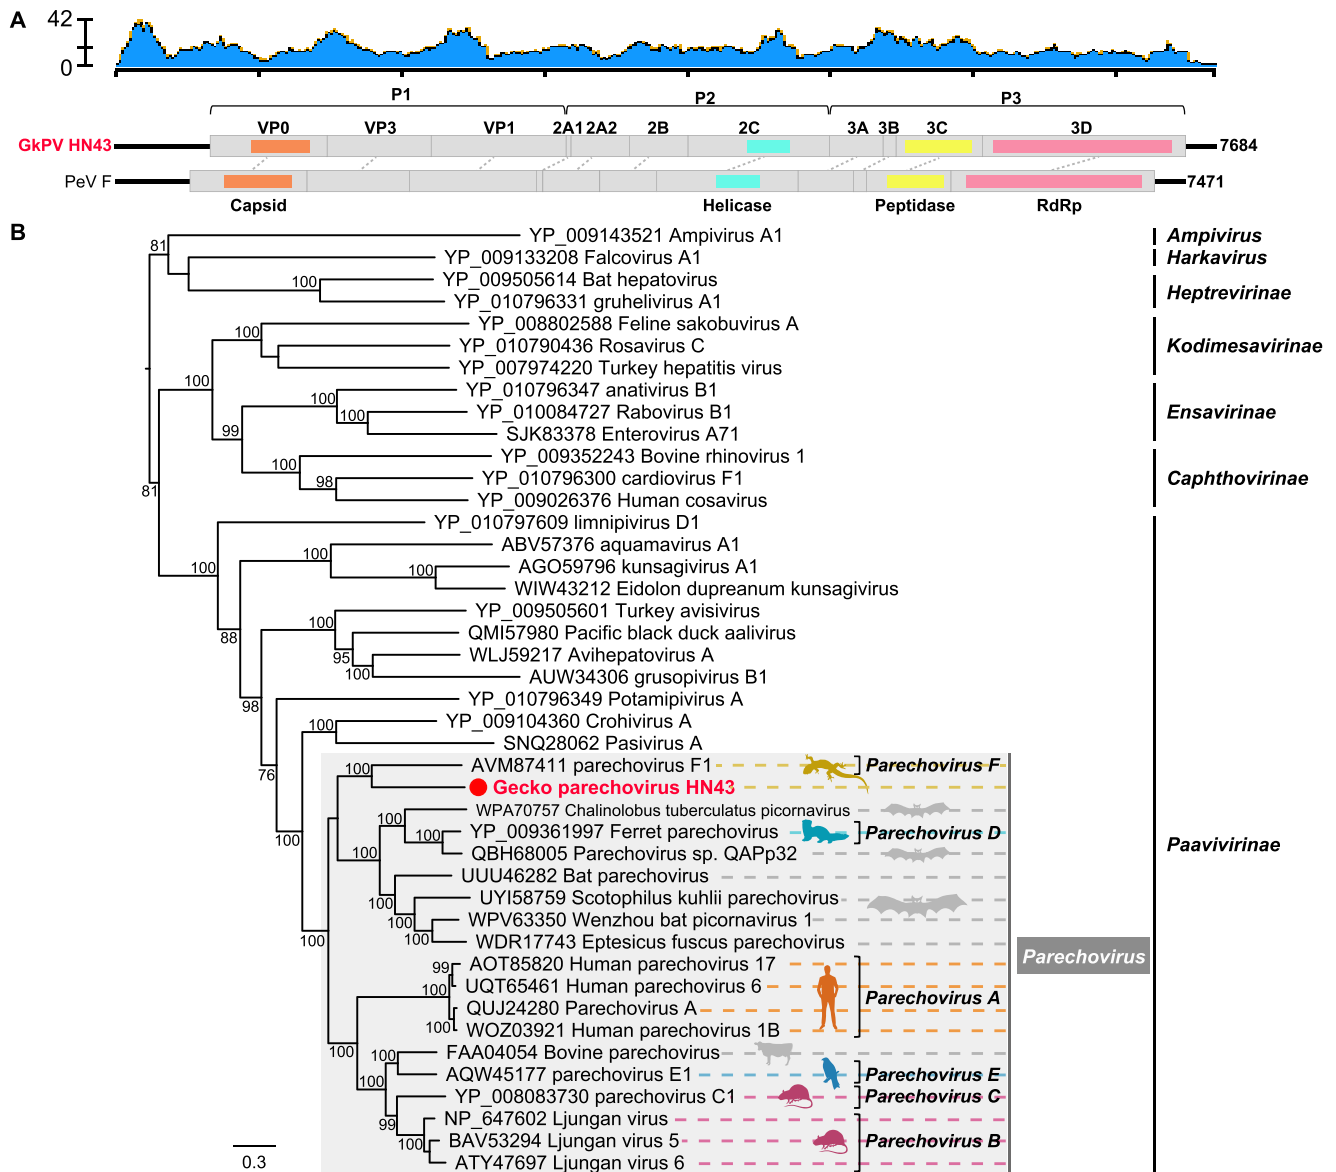 A
42
0
P1 P2 P3
VP0 VP3 VP1 2A1 2A2 2B 2C 3A 3B 3C 3D
GkPV HN43 7684
PeV F 7471
Capsid Helicase Peptidase RdRp
B
81 YP_009143521 Ampivirus A1 Ampivirus
YP_009133208 Falcovirus A1 Harkavirus
100 YP_009505614 Bat hepatovirus
YP_010796331 gruhelivirus A1 Heptrevirinae
100 YP_008802588 Feline sakobuvirus A
YP_010790436 Rosavirus C Kodimesavirinae
YP_007974220 Turkey hepatitis virus
100
100 YP_010796347 anativirus B1
100 YP_010084727 Rabovirus B1 Ensavirinae
99 SJK83378 Enterovirus A71
100 YP_009352243 Bovine rhinovirus 1
98 YP_010796300 cardiovirus F1 Caphthovirinae
81 YP_009026376 Human cosavirus
YP_010797609 limnipivirus D1
100 ABV57376 aquamavirus A1
100 100 AGO59796 kunsagivirus A1
WIW43212 Eidolon dupreanum kunsagivirus
YP_009505601 Turkey avisivirus
88 100 QMI57980 Pacific black duck aalivirus
95 WLJ59217 Avihepatovirus A
100 AUW34306 grusopivirus B1
98 YP_010796349 Potamipivirus A
100 YP_009104360 Crohivirus A
SNQ28062 Pasivirus A
76 100 AVM87411 parechovirus F1 Parechovirus F
Gecko parechovirus HN43
WPA70757 Chalinolobus tuberculatus picornavirus
100 100 YP_009361997 Ferret parechovirus Parechovirus D
100 100 QBH68005 Parechovirus sp. QAPp32 Paavivirinae
UUU46282 Bat parechovirus
100 UYI58759 Scotophilus kuhlii parechovirus
100 WPV63350 Wenzhou bat picornavirus 1
100 100 WDR17743 Eptesicus fuscus parechovirus
Parechovirus
99 AOT85820 Human parechovirus 17
100 UQT65461 Human parechovirus 6
QUJ24280 Parechovirus A Parechovirus A
100 WOZ03921 Human parechovirus 1B
100 100 FAA04054 Bovine parechovirus
AQW45177 parechovirus E1 Parechovirus E
100 YP_008083730 parechovirus C1 Parechovirus C
99 NP_647602 Ljungan virus
100 BAV53294 Ljungan virus 5 Parechovirus B
ATY47697 Ljungan virus 6
0.3